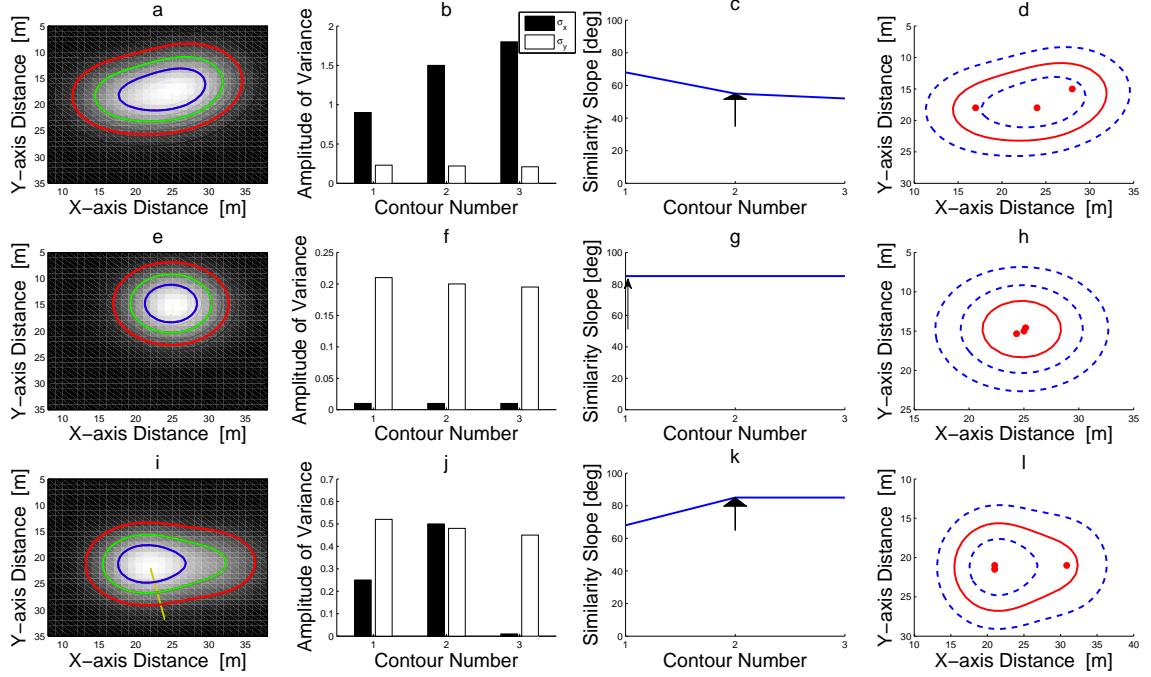 a
5
10
15
20
25
30
35
10 15 20 25 30 35
X-axis Distance [m]
Y-axis Distance [m]
b
2
1.5
1
0.5
0
1 2 3
Contour Number
Amplitude of Variance
σx
σy
c
100
80
60
40
20
0
1 2 3
Contour Number
Similarity Slope [deg]
d
5
10
15
20
25
30
10 15 20 25 30 35
X-axis Distance [m]
Y-axis Distance [m]
e
5
10
15
20
25
30
35
10 15 20 25 30 35
X-axis Distance [m]
Y-axis Distance [m]
f
0.25
0.2
0.15
0.1
0.05
0
1 2 3
Contour Number
Amplitude of Variance
g
100
80
60
40
20
0
1 2 3
Contour Number
Similarity Slope [deg]
h
5
10
15
20
25
15 20 25 30 35
X-axis Distance [m]
Y-axis Distance [m]
i
5
10
15
20
25
30
35
10 15 20 25 30 35
X-axis Distance [m]
Y-axis Distance [m]
j
0.7
0.6
0.5
0.4
0.3
0.2
0.1
0
1 2 3
Contour Number
Amplitude of Variance
k
100
80
60
40
20
0
1 2 3
Contour Number
Similarity Slope [deg]
l
10
15
20
25
30
10 15 20 25 30 35 40
X-axis Distance [m]
Y-axis Distance [m]